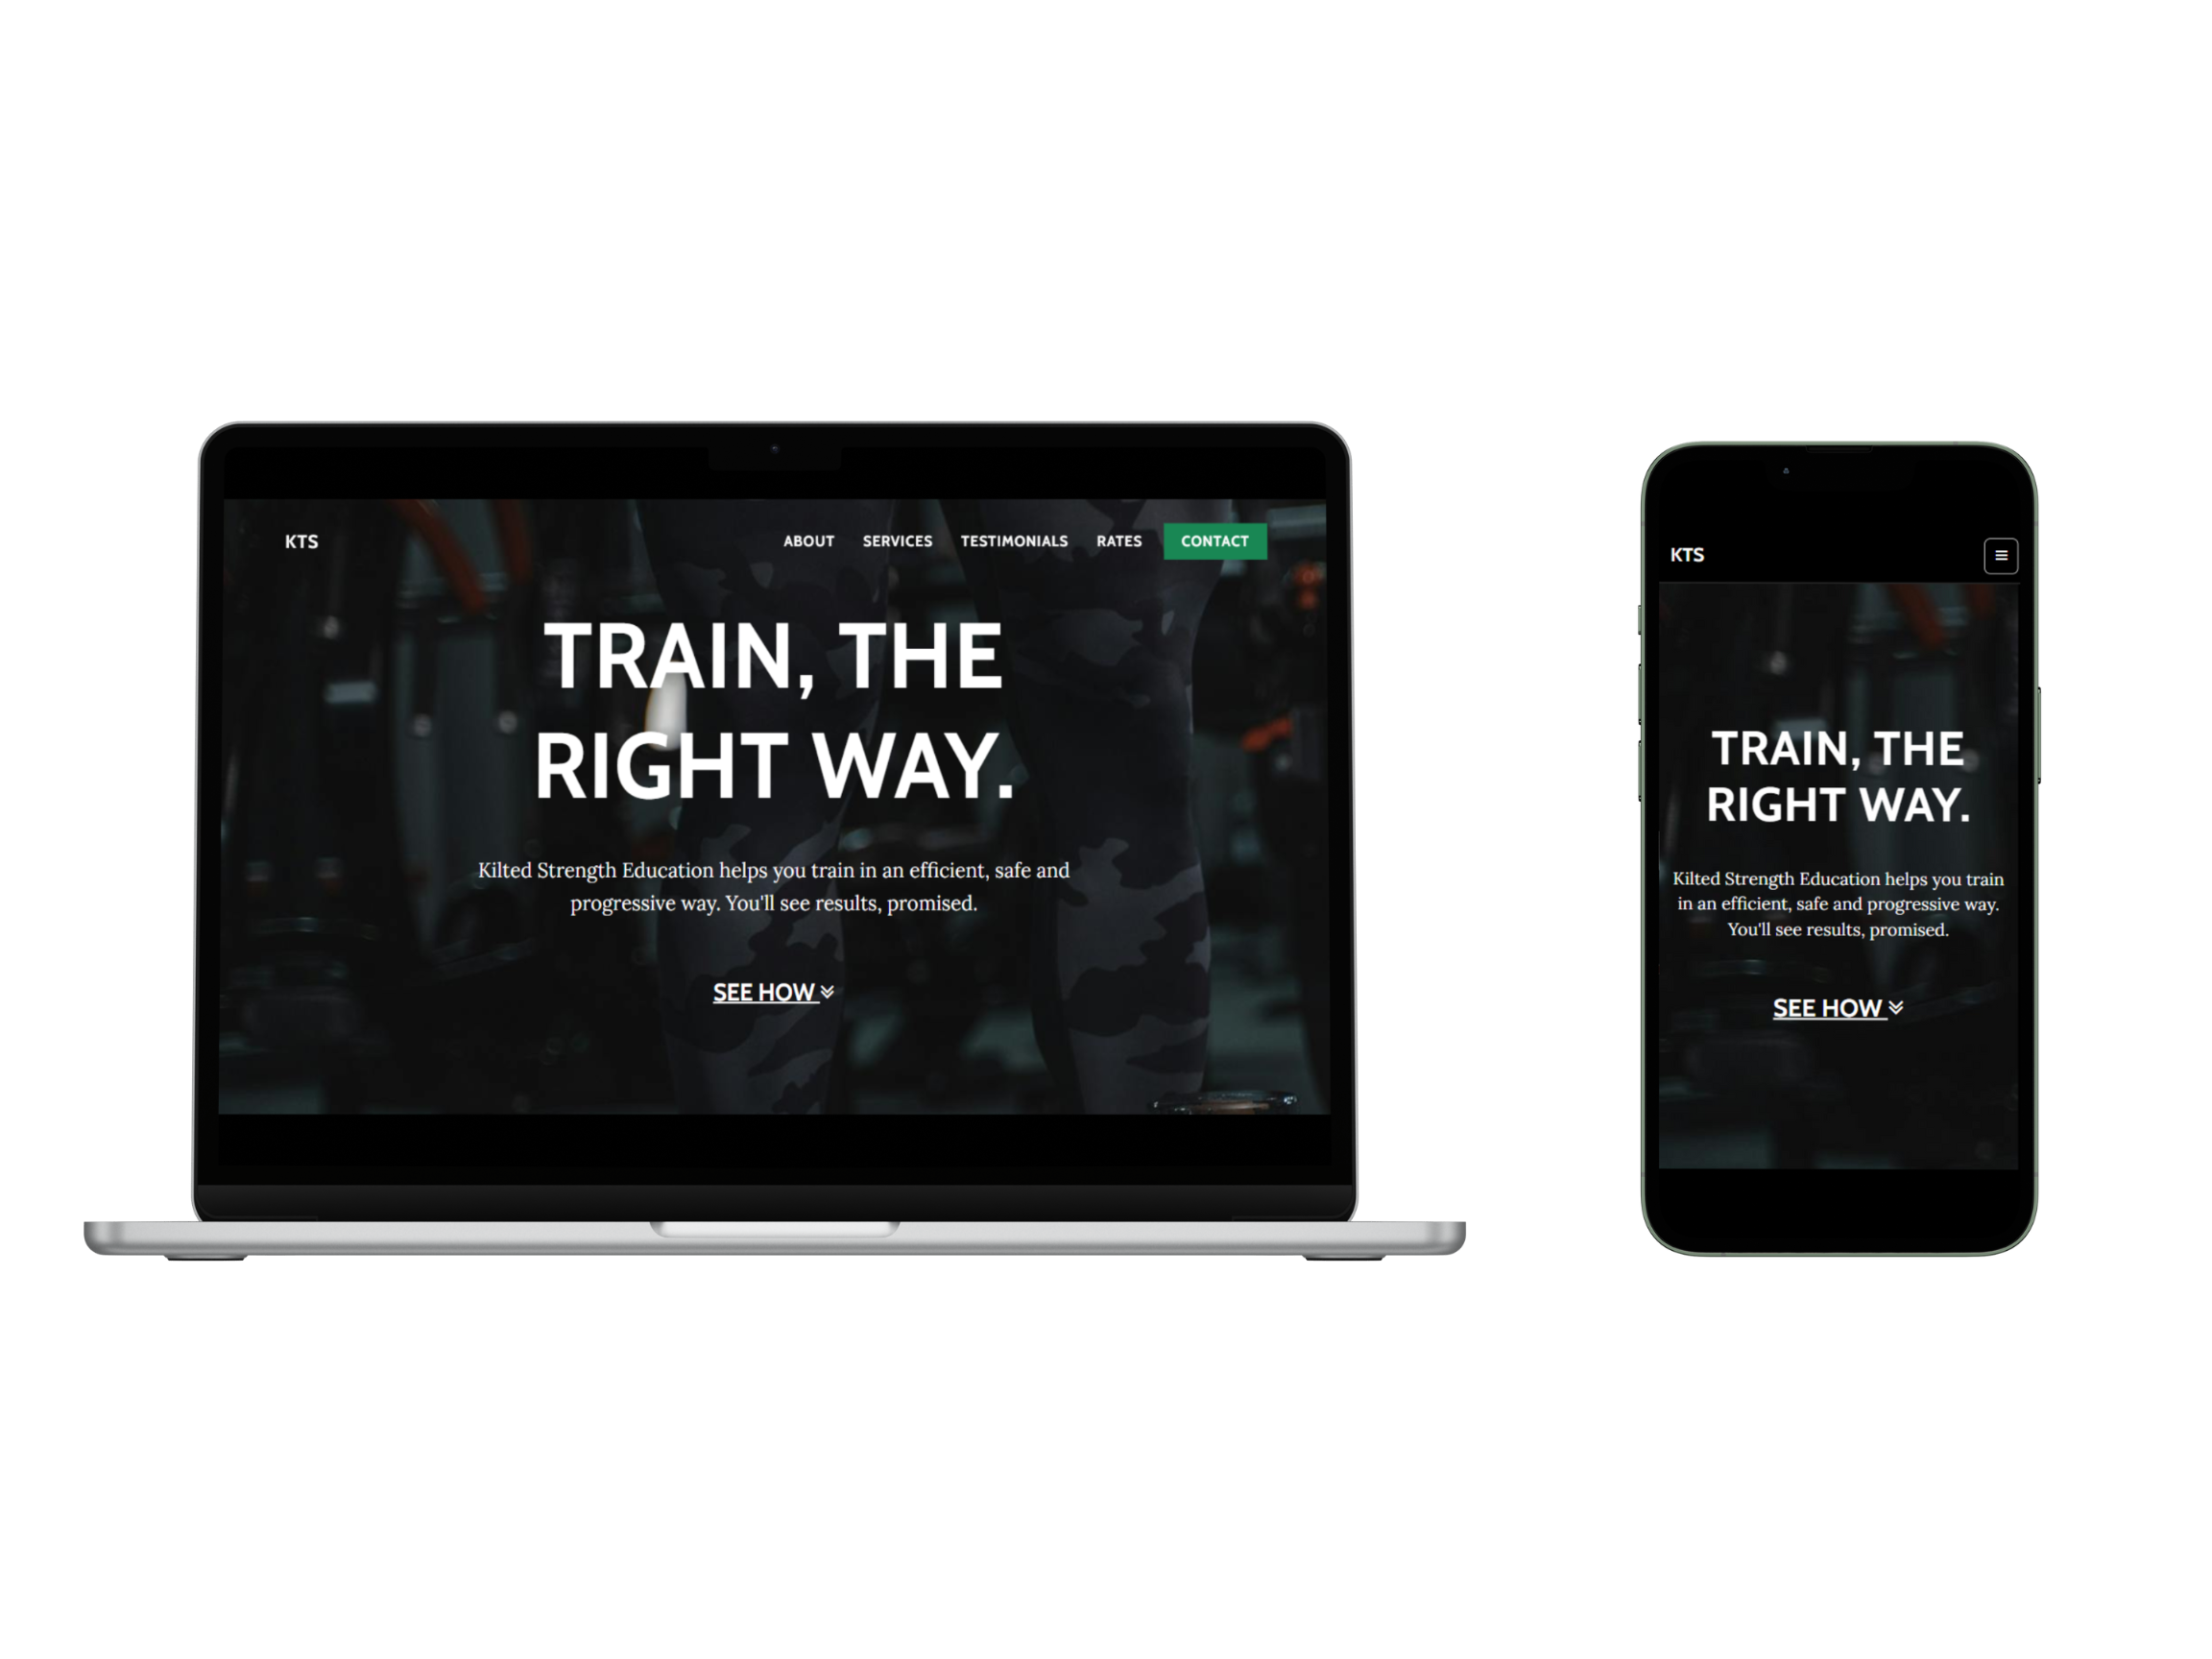 KTS
ABOUT SERVICES TESTIMONIALS RATES CONTACT
TRAIN, THE
RIGHT WAY.
Kilted Strength Education helps you train in an efficient, safe and
progressive way. You'll see results, promised.
SEE HOW
KTS
TRAIN, THE
RIGHT WAY.
Kilted Strength Education helps you train
in an efficient, safe and progressive way.
You'll see results, promised.
SEE HOW